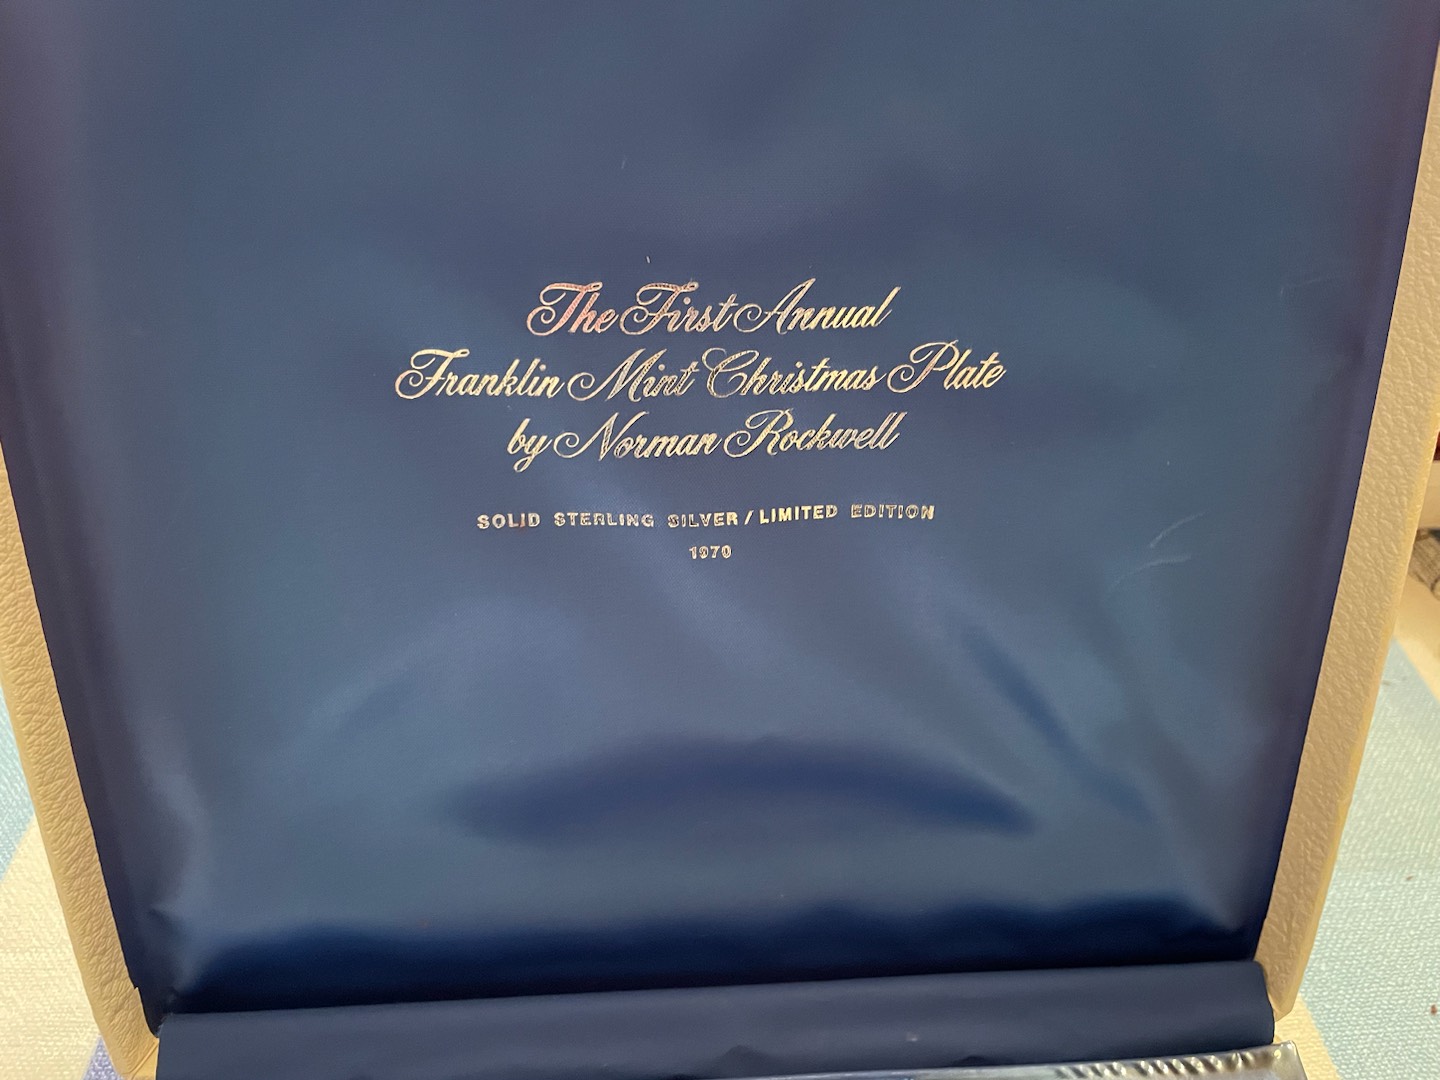 The First Annual
Franklin Mint Christmas Plate
by Norman Rockwell
SOLID STERLING SILVER / LIMITED EDITION
1970